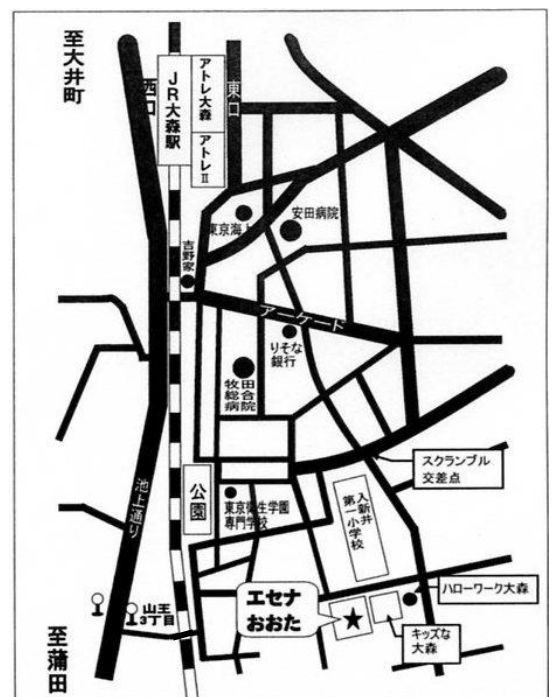 至大井町
西口
JR大森駅
アトレ大森
アトレⅡ
東口
東京海上
安田病院
吉野家
アーケード
りそな
銀行
牧田
総合
病院
スクランブル
交差点
公園
東京衛生学園
専門学校
入新井
第一小学校
池上通り
ハローワーク大森
エセナ
おおた
キッズな
大森
山王
3丁目
至蒲田